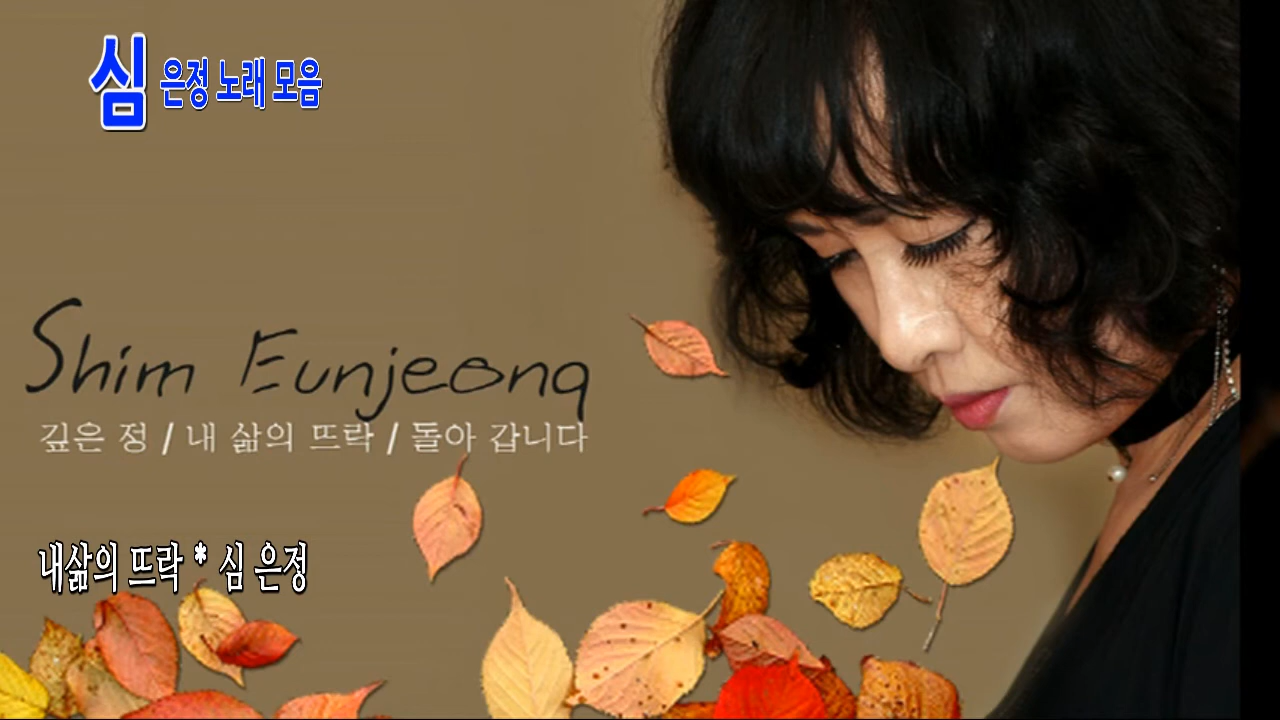 심 은정 노래 모음
Shim Eunjeong
깊은 정 / 내 삶의 뜨락 / 돌아 갑니다
내삶의 뜨락 * 심 은정